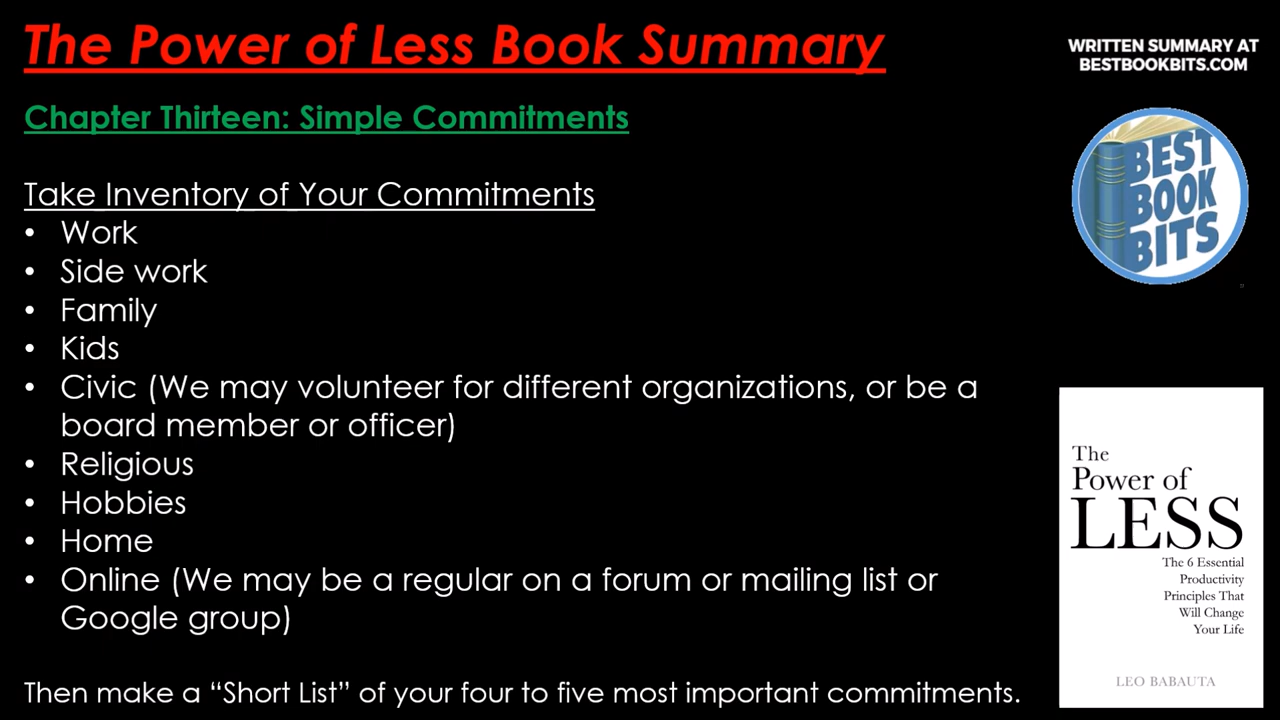 The Power of Less Book Summary
WRITTEN SUMMARY AT
BESTBOOKBITS.COM
Chapter Thirteen: Simple Commitments
BEST
BOOK
BITS
Take Inventory of Your Commitments
• Work
• Side work
• Family
• Kids
• Civic (We may volunteer for different organizations, or be a
board member or officer)
• Religious
• Hobbies
• Home
• Online (We may be a regular on a forum or mailing list or
Google group)
Then make a “Short List” of your four to five most important commitments.
The
Power of
LESS
The 6 Essential
Productivity
Principles That
Will Change
Your Life
LEO BABAUTA